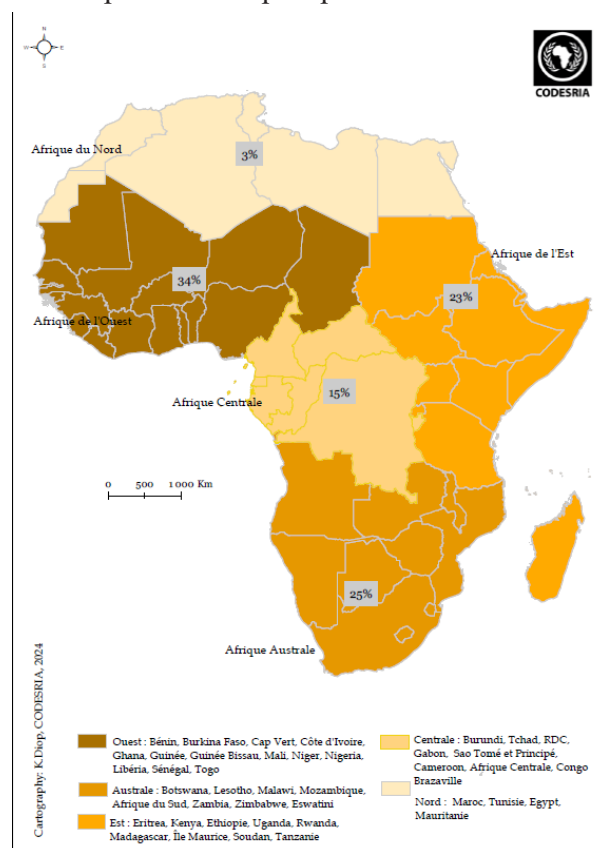 N
W E
S
CODESRIA
Afrique du Nord
3%
Afrique de l'Est
34%
23%
Afrique de l'Ouest
Afrique Centrale
15%
0 500 1 000 Km
25%
Afrique Australe
Cartography: K.Diop, CODESRIA, 2024
Ouest : Bénin, Burkina Faso, Cap Vert, Côte d'Ivoire,
Ghana, Guinée, Guinée Bissau, Mali, Niger, Nigeria,
Libéria, Sénégal, Togo
Australe : Botswana, Lesotho, Malawi, Mozambique,
Afrique du Sud, Zambia, Zimbabwe, Eswatini
Est : Eritrea, Kenya, Ethiopie, Uganda, Rwanda,
Madagascar, Île Maurice, Soudan, Tanzanie
Centrale : Burundi, Tchad, RDC,
Gabon, Sao Tomé et Principé,
Cameroon, Afrique Centrale, Congo
Brazaville
Nord : Maroc, Tunisie, Egypt,
Mauritanie